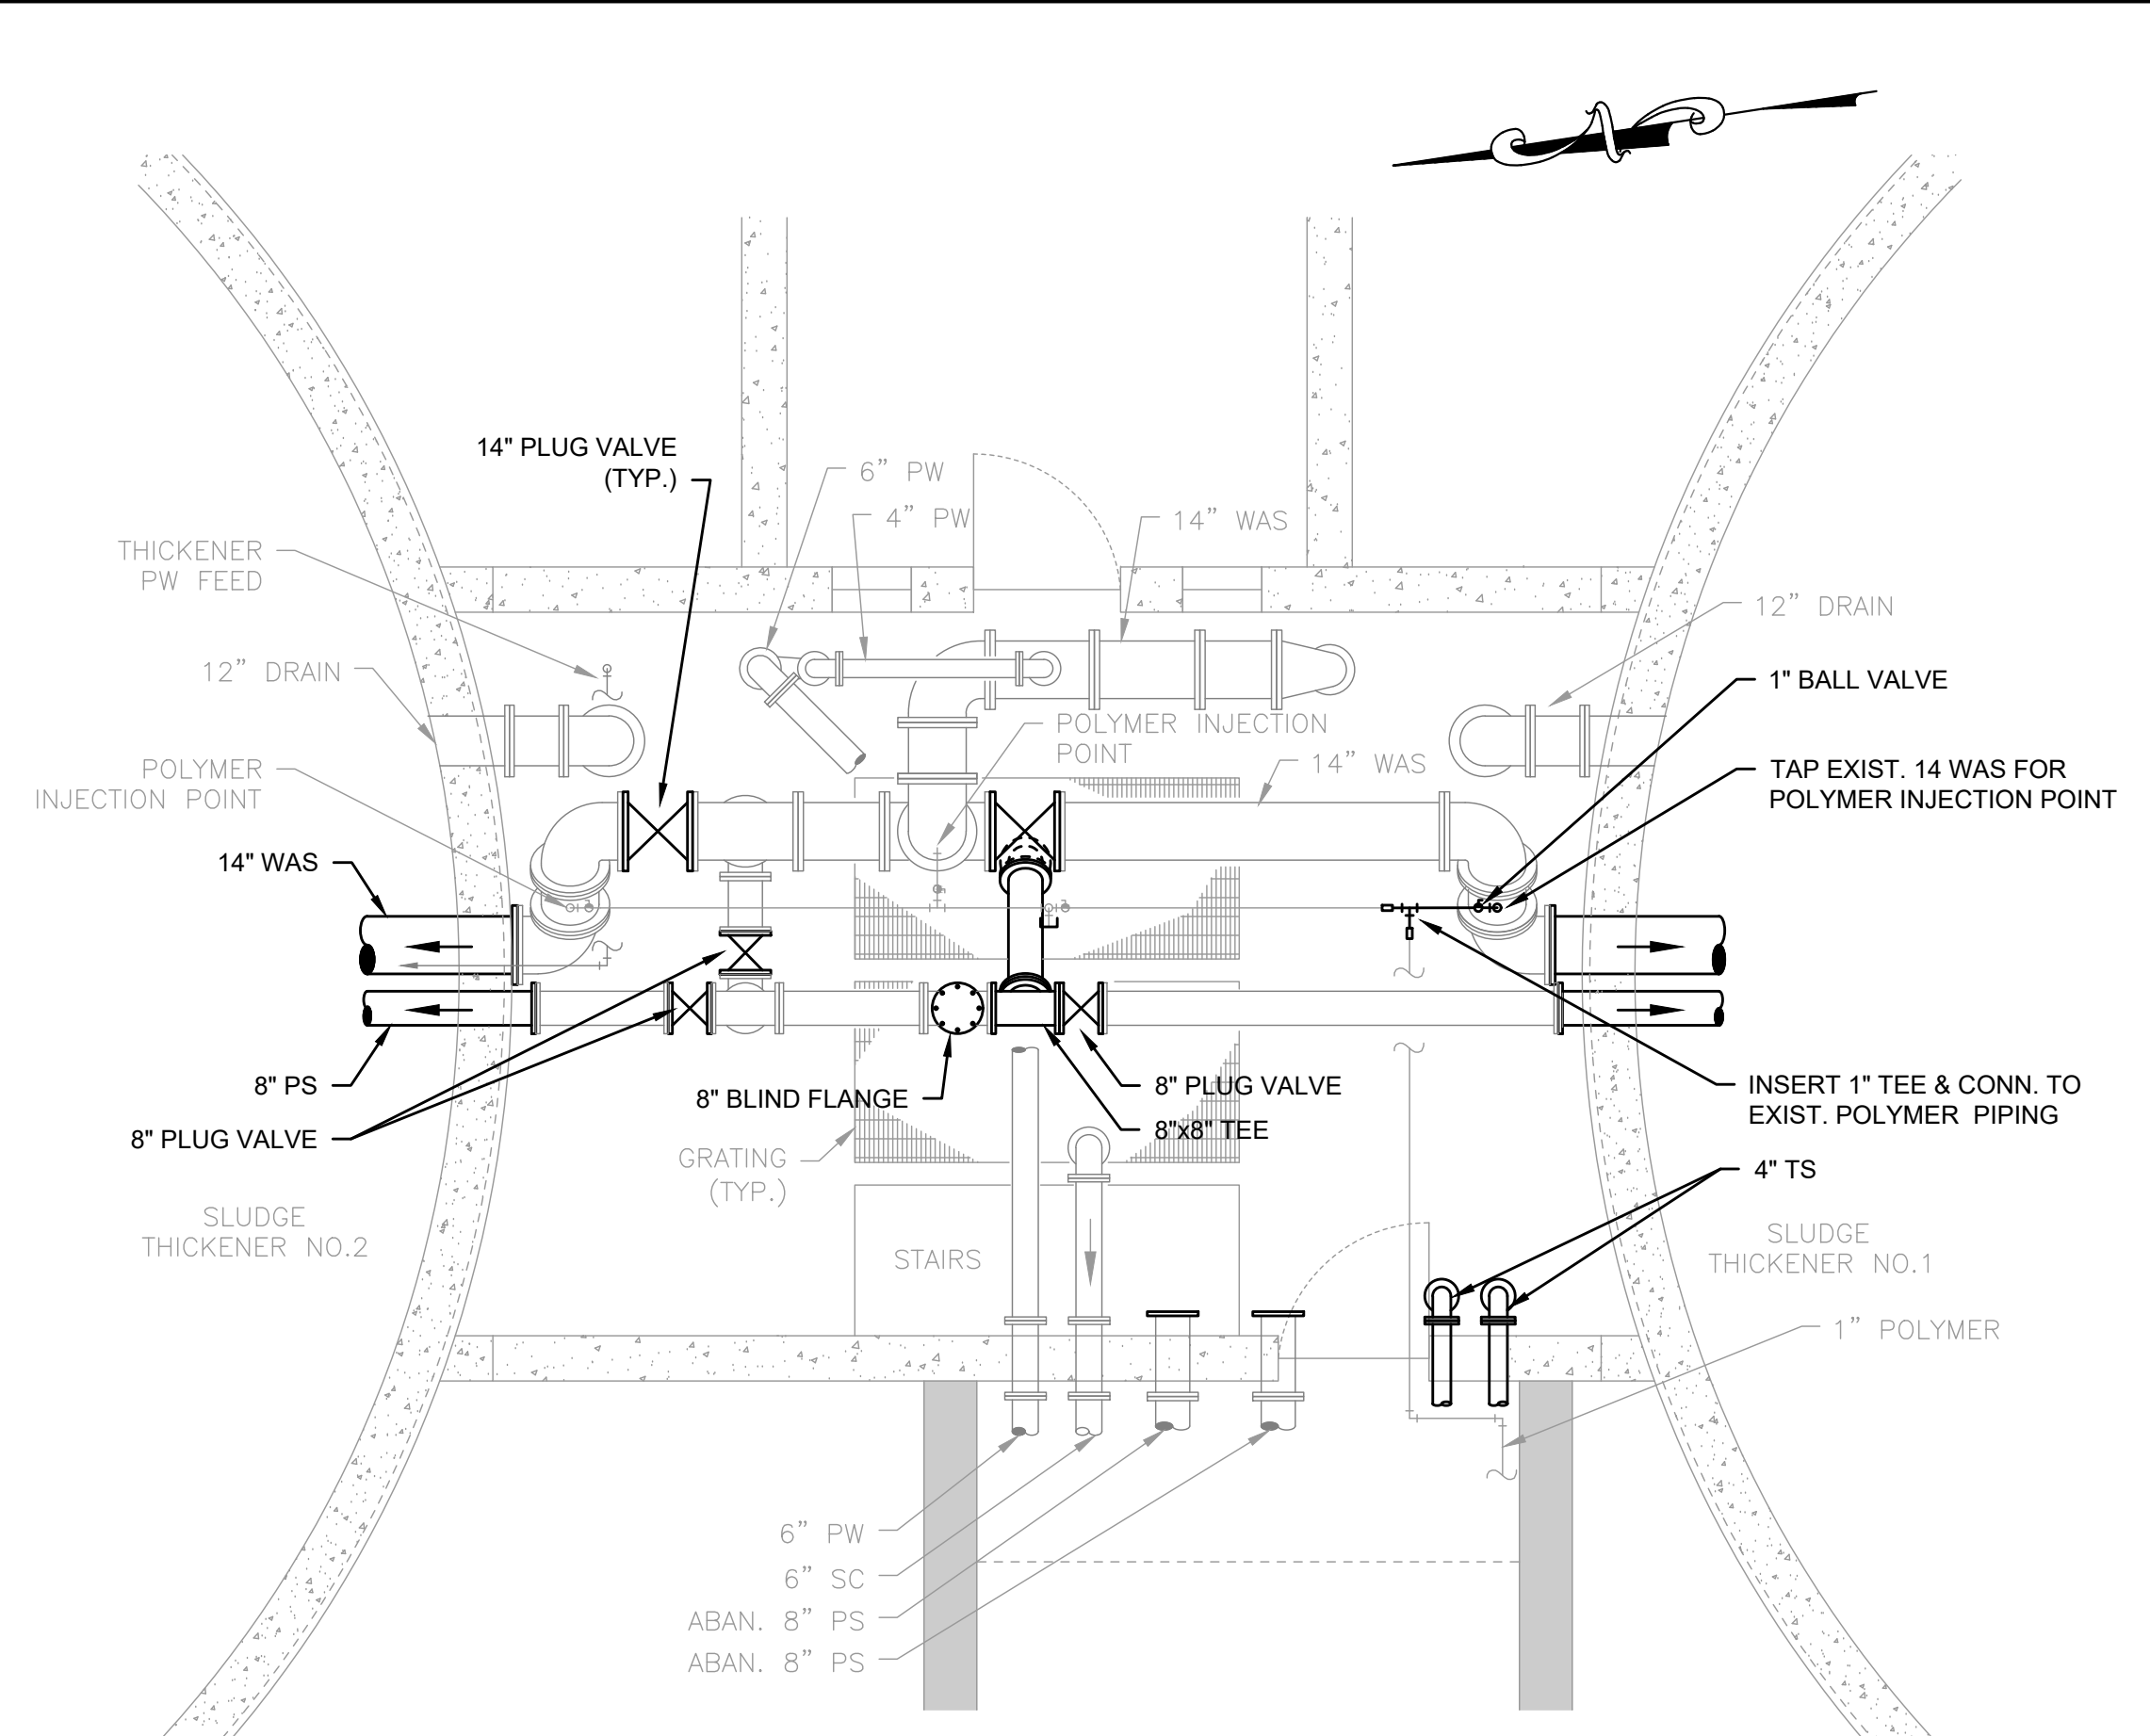 N
14" PLUG VALVE
(TYP.)
6” PW
4” PW
14” WAS
THICKENER
PW FEED
12” DRAIN
12” DRAIN
1" BALL VALVE
POLYMER INJECTION
POINT
14” WAS
POLYMER
INJECTION POINT
TAP EXIST. 14 WAS FOR
POLYMER INJECTION POINT
14" WAS
8" PS
8" PLUG VALVE
8" BLIND FLANGE
8" PLUG VALVE
8"x8" TEE
INSERT 1" TEE & CONN. TO
EXIST. POLYMER PIPING
GRATING
(TYP.)
4" TS
SLUDGE
THICKENER NO.2
STAIRS
SLUDGE
THICKENER NO.1
1” POLYMER
6” PW
6” SC
ABAN. 8” PS
ABAN. 8” PS